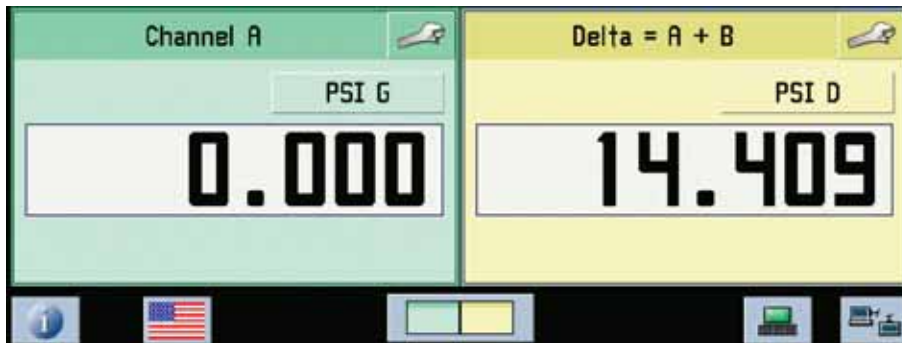 Channel A
PSI G
0.000
Delta = A + B
PSI D
14.409
i